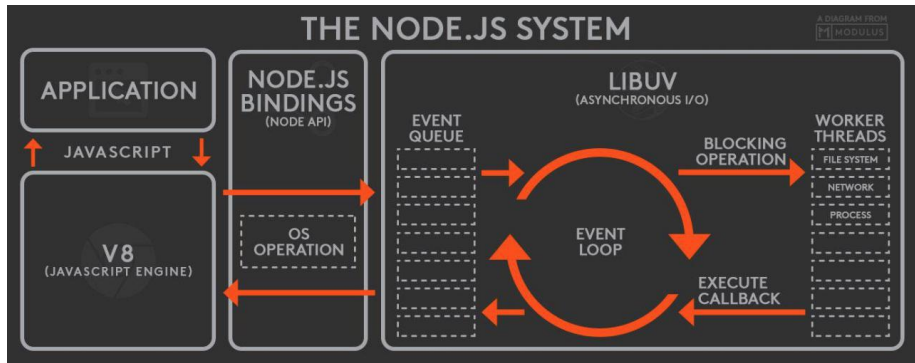 THE NODE.JS SYSTEM
A DIAGRAM FROM
MODULUS
APPLICATION
JAVASCRIPT
V8
(JAVASCRIPT ENGINE)
NODE.JS
BINDINGS
(NODE API)
OS
OPERATION
LIBUV
(ASYNCHRONOUS I/O)
EVENT
QUEUE
EVENT
LOOP
BLOCKING
OPERATION
EXECUTE
CALLBACK
WORKER
THREADS
FILE SYSTEM
NETWORK
PROCESS